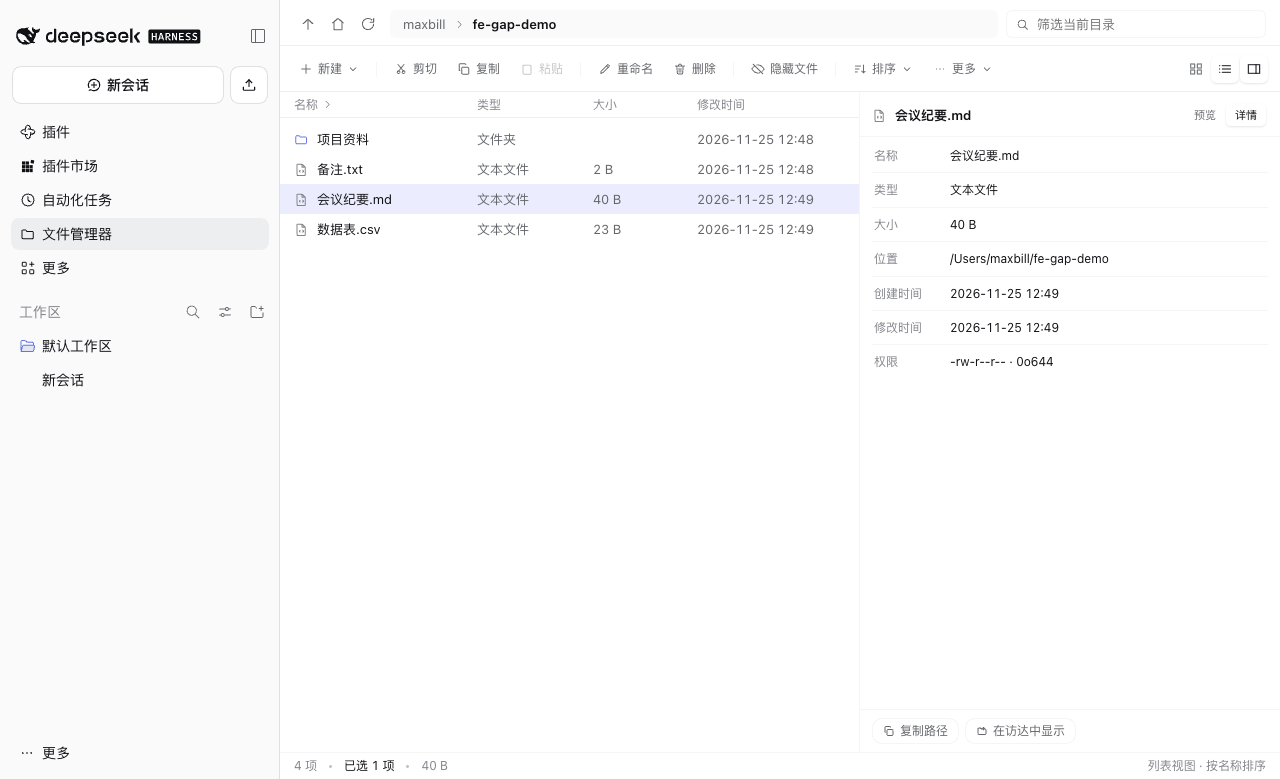 deepseek HARNESS
新会话
插件
插件市场
自动化任务
文件管理器
更多
工作区
默认工作区
新会话
更多
maxbill fe-gap-demo
筛选当前目录
新建 剪切 复制 粘贴 重命名 删除 隐藏文件 排序 更多
名称 类型 大小 修改时间
项目资料 文件夹 2026-11-25 12:48
备注.txt 文本文件 2 B 2026-11-25 12:48
会议纪要.md 文本文件 40 B 2026-11-25 12:49
数据表.csv 文本文件 23 B 2026-11-25 12:49
会议纪要.md 预览 详情
名称 会议纪要.md
类型 文本文件
大小 40 B
位置 /Users/maxbill/fe-gap-demo
创建时间 2026-11-25 12:49
修改时间 2026-11-25 12:49
权限 -rw-r--r-- · 0o644
复制路径 在访达中显示
4 项 • 已选 1 项 • 40 B
列表视图 · 按名称排序